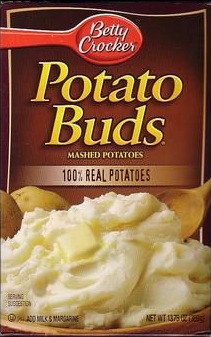 Betty
Crocker
Potato
Buds
MASHED POTATOES
100% REAL POTATOES
SERVING
SUGGESTION
ADD MILK & MARGARINE
NET WT 13.75 OZ